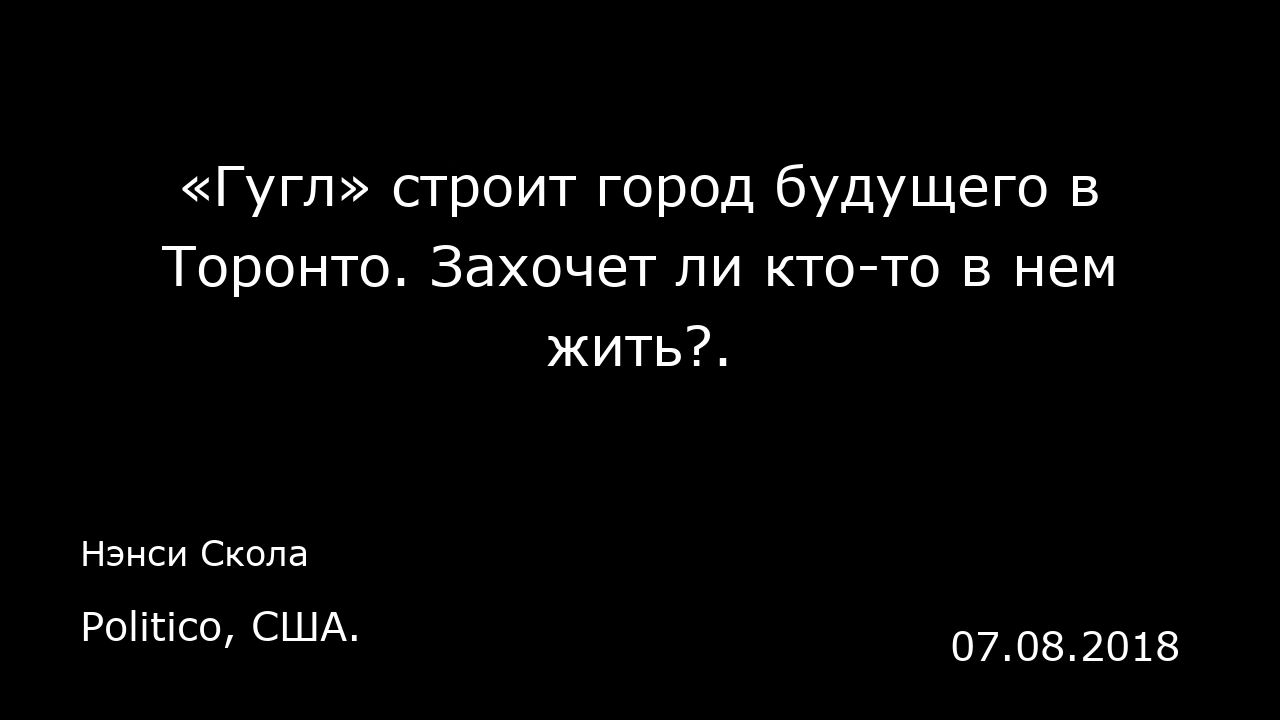 «Гугл» строит город будущего в
Торонто. Захочет ли кто-то в нем
жить?.
Нэнси Скола
Politico, США.
07.08.2018